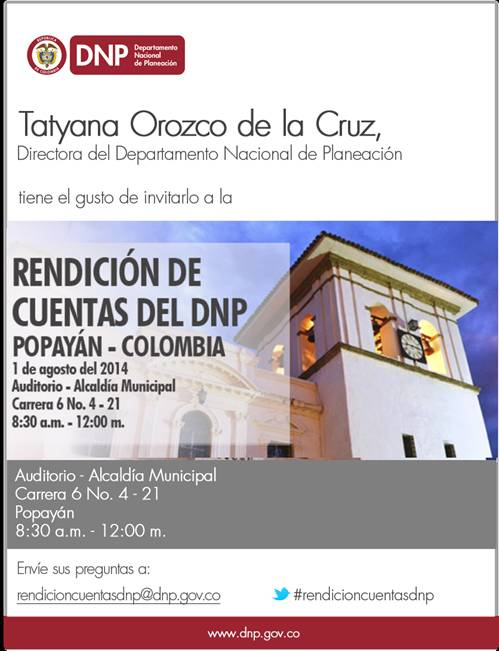 REPÚBLICA
DE COLOMBIA
DNP
Departamento
Nacional
de Planeación
Tatyana Orozco de la Cruz,
Directora del Departamento Nacional de Planeación
tiene el gusto de invitarlo a la
RENDICIÓN DE
CUENTAS DEL DNP
POPAYÁN - COLOMBIA
1 de agosto del 2014
Auditorio - Alcaldía Municipal
Carrera 6 No. 4 - 21
8:30 a.m. - 12:00 m.
Auditorio - Alcaldía Municipal
Carrera 6 No. 4 - 21
Popayán
8:30 a.m. - 12:00 m.
Envíe sus preguntas a:
rendicioncuentasdnp@dnp.gov.co
#rendicioncuentasdnp
www.dnp.gov.co